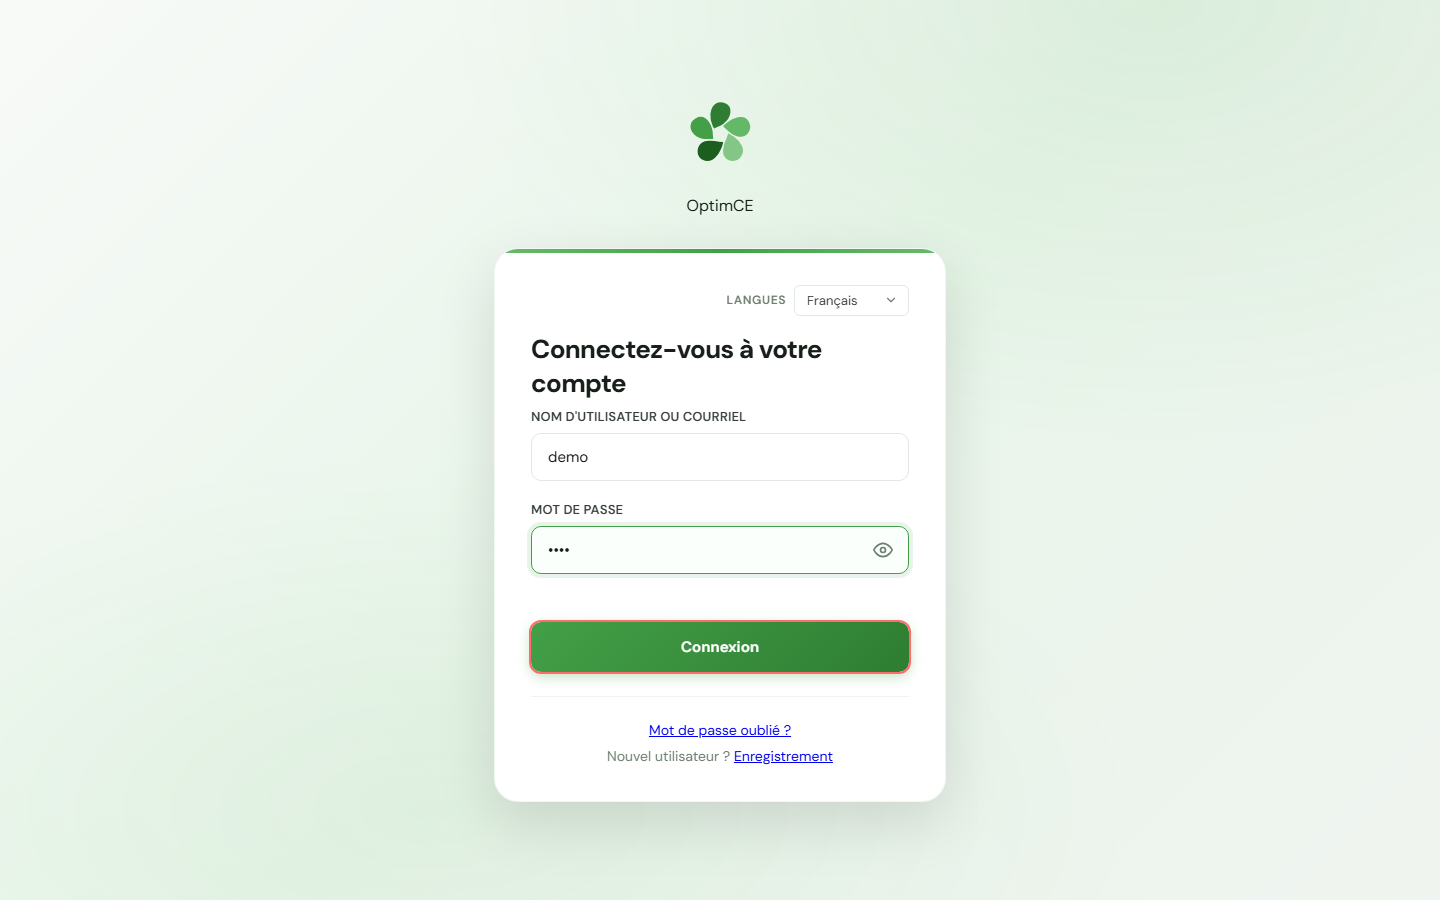 OptimCE
LANGUES Français
Connectez-vous à votre
compte
NOM D'UTILISATEUR OU COURRIEL
demo
MOT DE PASSE
••••
Connexion
Mot de passe oublié ?
Nouvel utilisateur ? Enregistrement